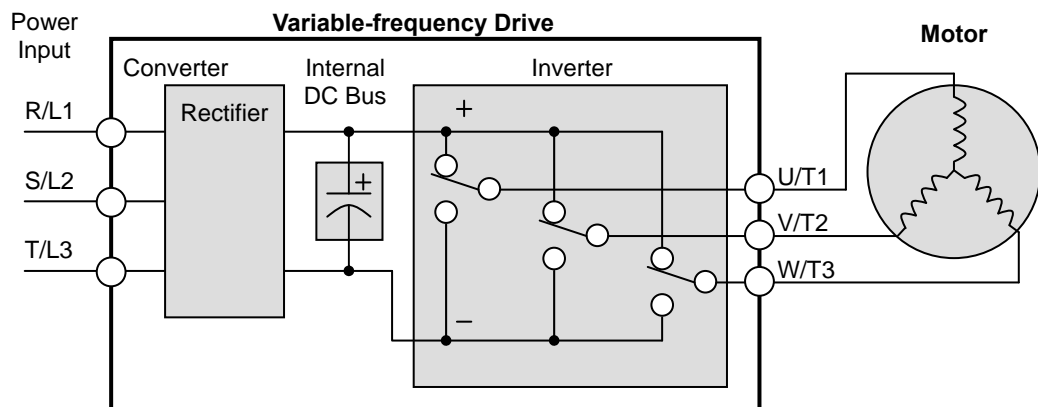 Variable-frequency Drive
Power
Input
Motor
Converter
Internal
DC Bus
Inverter
R/L1
Rectifier
+
S/L2
+
U/T1
V/T2
T/L3
W/T3
−